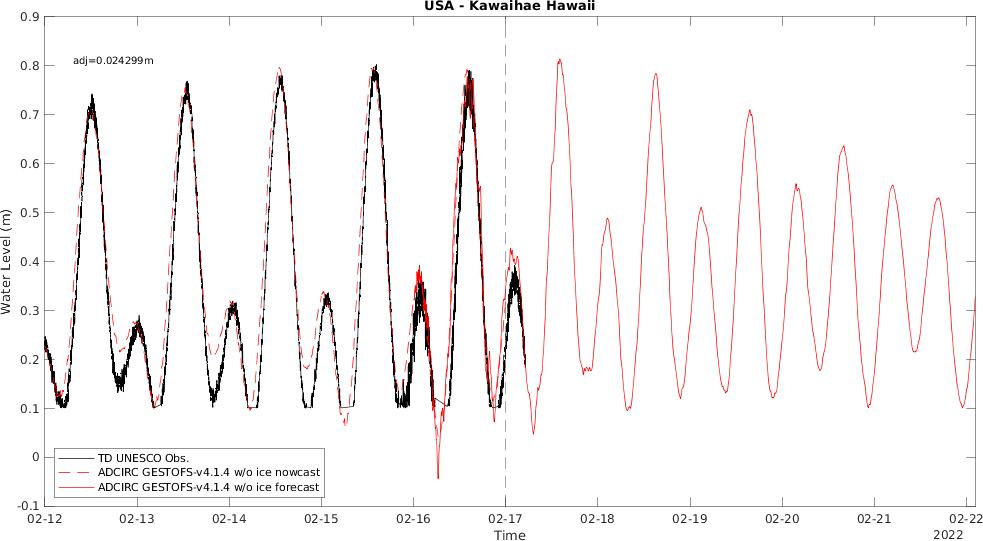 USA - Kawaihae Hawaii
adj=0.024299m
0.9
0.8
0.7
0.6
0.5
0.4
0.3
0.2
0.1
0
-0.1
Water Level (m)
TD UNESCO Obs.
ADCIRC GESTOFS-v4.1.4 w/o ice nowcast
ADCIRC GESTOFS-v4.1.4 w/o ice forecast
02-12 02-13 02-14 02-15 02-16 02-17 02-18 02-19 02-20 02-21 02-22
Time
2022